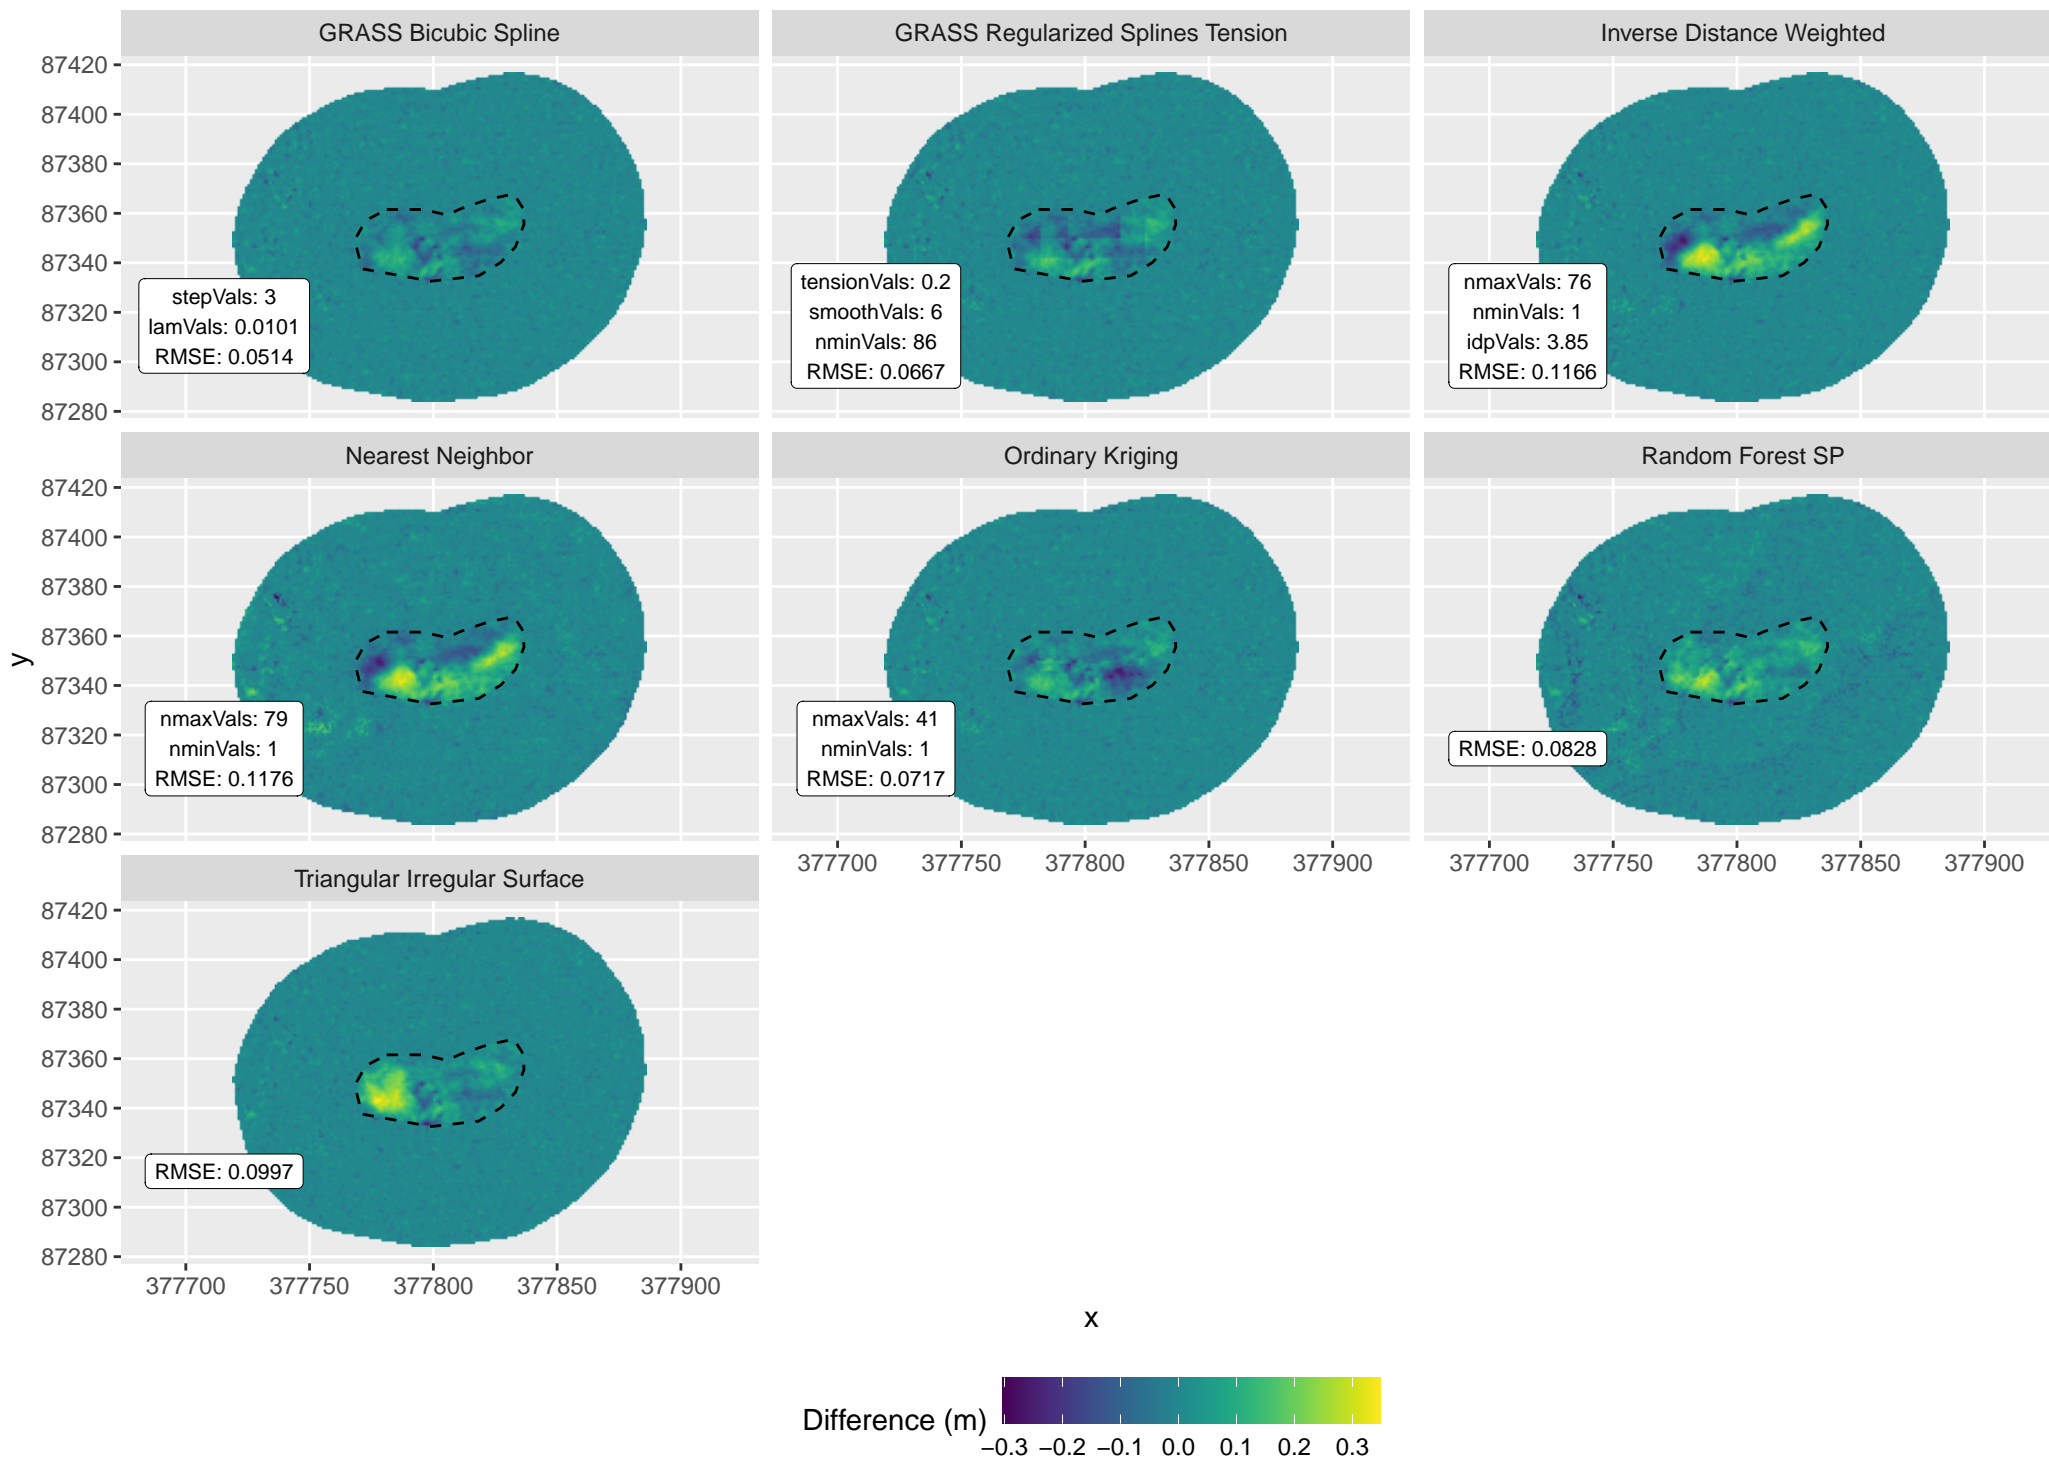 GRASS Bicubic Spline
GRASS Regularized Splines Tension
Inverse Distance Weighted
87420
87400
87380
87360
87340
87320
87300
87280
stepVals: 3
lamVals: 0.0101
RMSE: 0.0514
tensionVals: 0.2
smoothVals: 6
nminVals: 86
RMSE: 0.0667
nmaxVals: 76
nminVals: 1
idpVals: 3.85
RMSE: 0.1166
Nearest Neighbor
Ordinary Kriging
Random Forest SP
87420
87400
87380
87360
87340
87320
87300
87280
y
nmaxVals: 79
nminVals: 1
RMSE: 0.1176
nmaxVals: 41
nminVals: 1
RMSE: 0.0717
RMSE: 0.0828
377700 377750 377800 377850 377900
377700 377750 377800 377850 377900
Triangular Irregular Surface
87420
87400
87380
87360
87340
87320
87300
87280
RMSE: 0.0997
377700 377750 377800 377850 377900
x
Difference (m)
−0.3 −0.2 −0.1 0.0 0.1 0.2 0.3